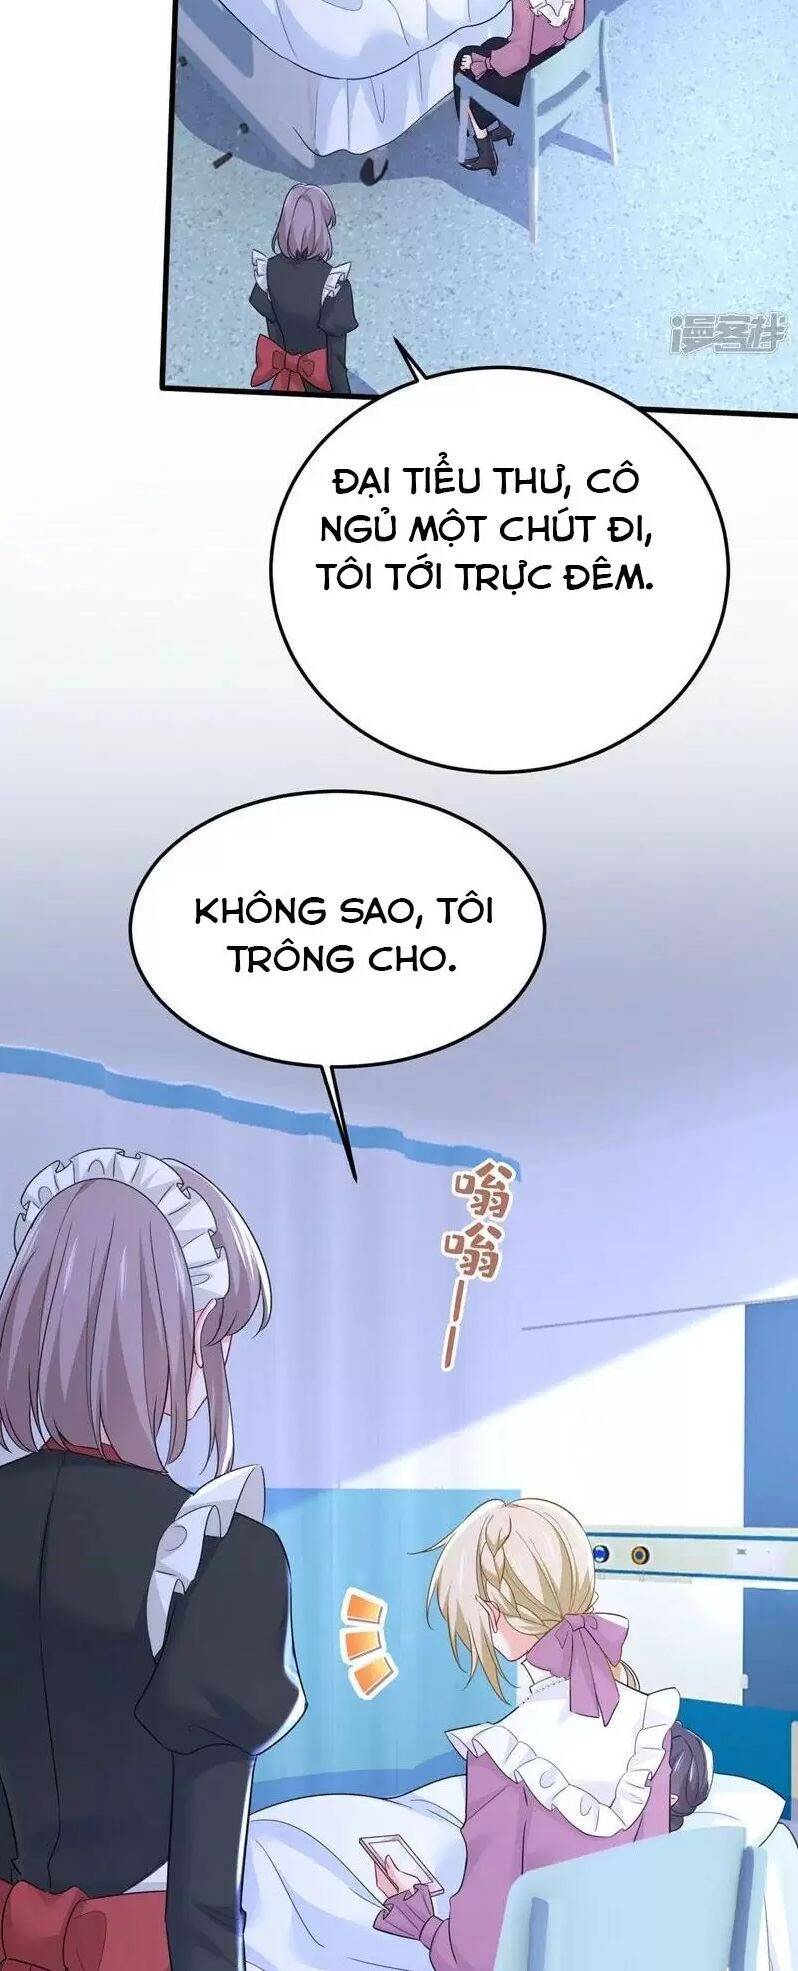 漫客栈
ĐẠI TIỂU THƯ, CÔ
NGỦ MỘT CHÚT ĐI,
TÔI TỚI TRỰC ĐÊM.
KHÔNG SAO, TÔI
TRÔNG CHO.
嗡
嗡
——